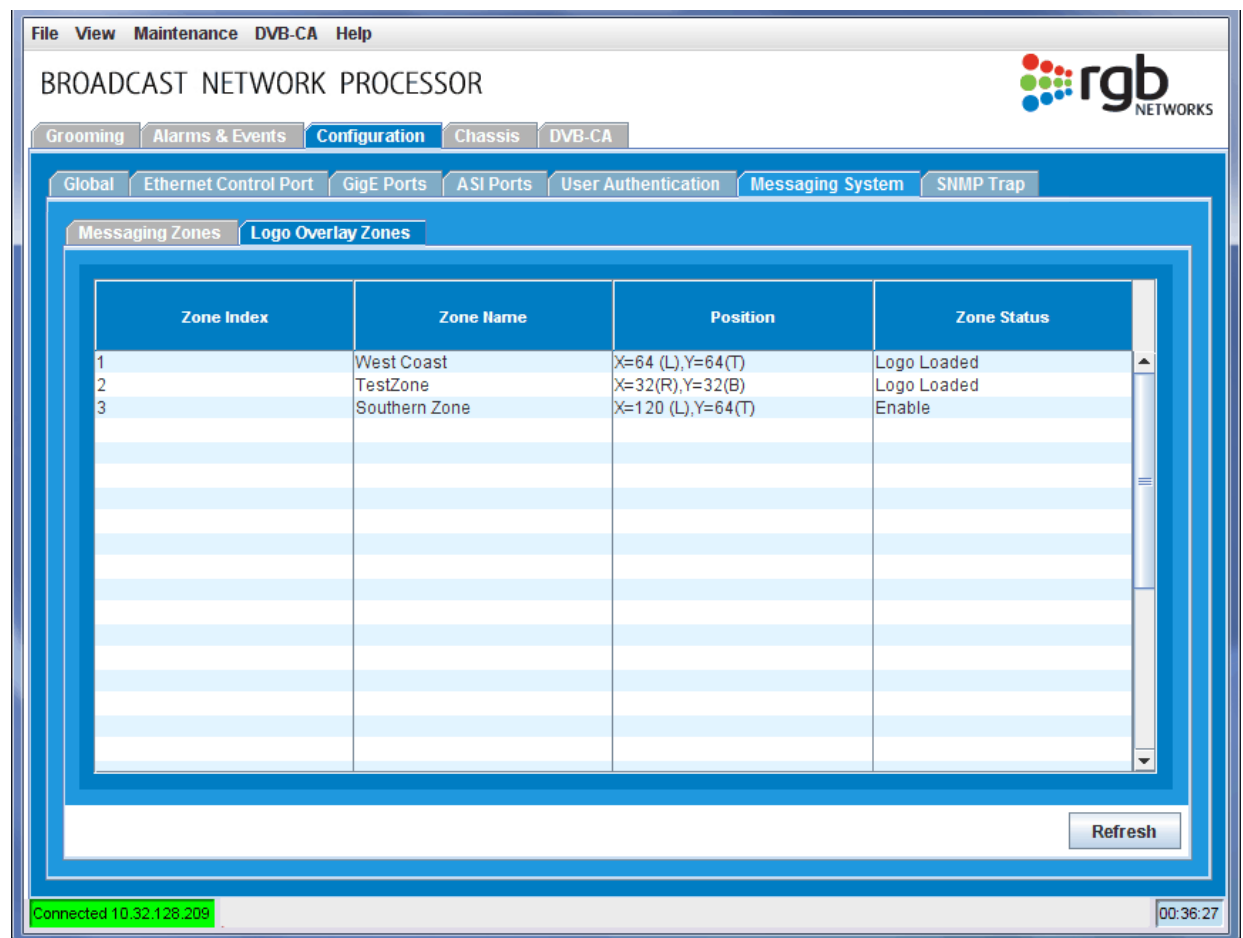 File View Maintenance DVB-CA Help
BROADCAST NETWORK PROCESSOR
rgb NETWORKS
Grooming Alarms & Events Configuration Chassis DVB-CA
Global Ethernet Control Port GigE Ports ASI Ports User Authentication Messaging System SNMP Trap
Messaging Zones Logo Overlay Zones
Zone Index Zone Name Position Zone Status
1 West Coast X=64 (L),Y=64(T) Logo Loaded
2 TestZone X=32(R),Y=32(B) Logo Loaded
3 Southern Zone X=120 (L),Y=64(T) Enable
Refresh
Connected 10.32.128.209 00:36:27